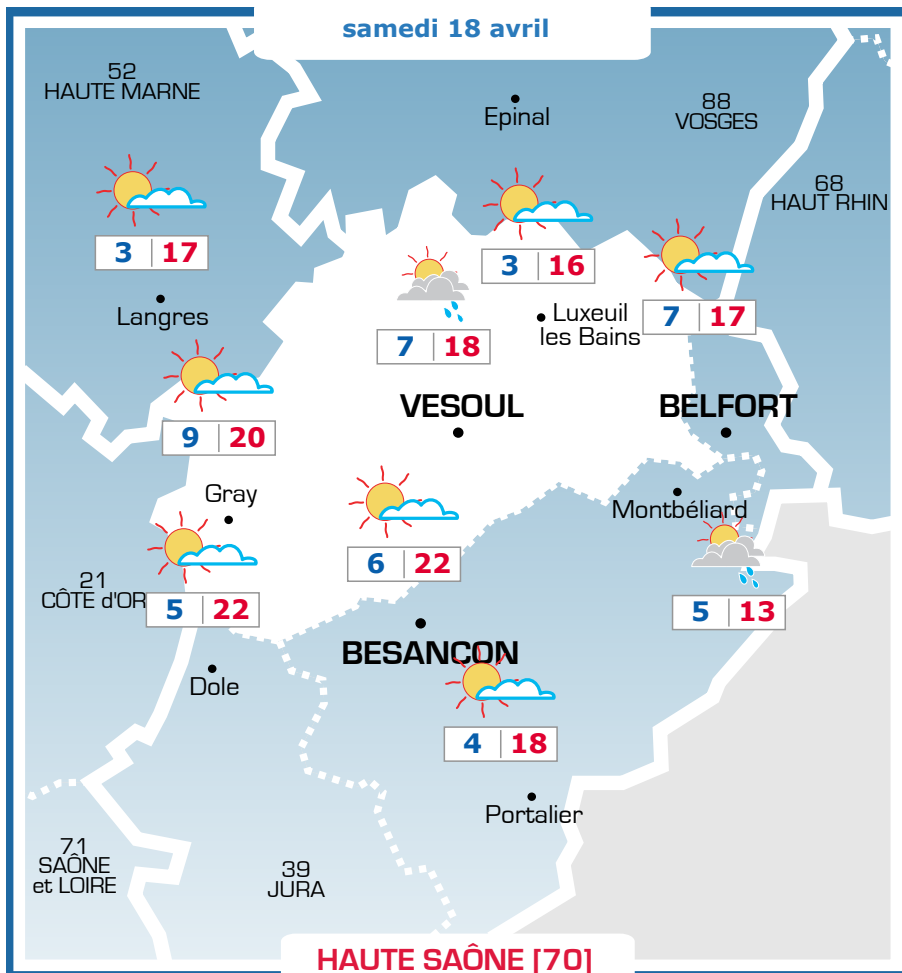 samedi 18 avril
52
HAUTE MARNE
Epinal
88
VOSGES
68
HAUT RHIN
3 17
3 16
7 17
Langres
7 18
Luxeuil
les Bains
9 20
VESOUL
BELFORT
Gray
Montbéliard
6 22
21
CÔTE d'OR
5 22
5 13
BESANÇON
Dole
4 18
Portalier
71
SAÔNE
et LOIRE
39
JURA
HAUTE SAÔNE [70]